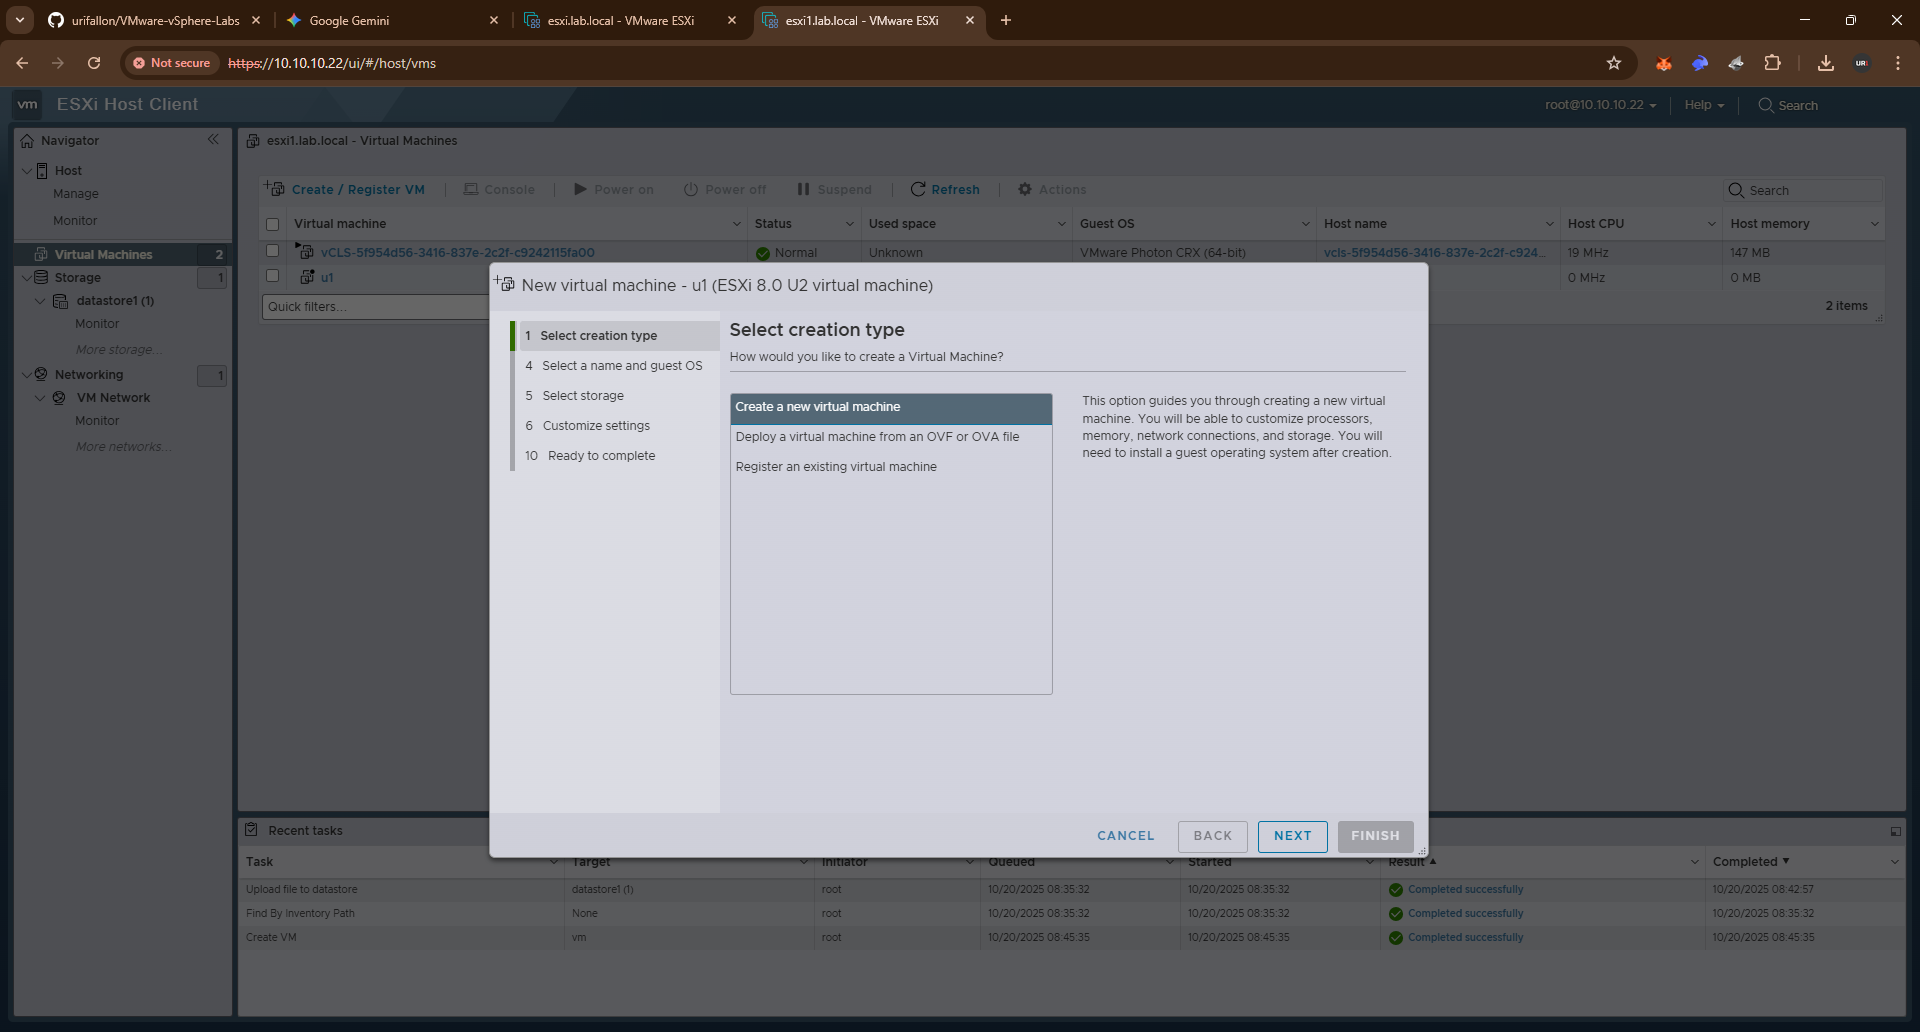 urifallon/VMware-vSphere-Labs
Google Gemini
esxi.lab.local - VMware ESXi
esxi1.lab.local - VMware ESXi
Not secure
https://10.10.10.22/ui/#/host/vms
URI
vm ESXi Host Client
root@10.10.10.22
Help
Search
Navigator
Host
Manage
Monitor
Virtual Machines 2
Storage 1
datastore1 (1)
Monitor
More storage...
Networking 1
VM Network
Monitor
More networks...
esxi1.lab.local - Virtual Machines
Create / Register VM
Console
Power on
Power off
Suspend
Refresh
Actions
Search
Virtual machine Status Used space Guest OS Host name Host CPU Host memory
vCLS-5f954d56-3416-837e-2c2f-c9242115fa00 Normal Unknown VMware Photon CRX (64-bit) vcls-5f954d56-3416-837e-2c2f-c924... 19 MHz 147 MB
u1 0 MHz 0 MB
Quick filters...
2 items
New virtual machine - u1 (ESXi 8.0 U2 virtual machine)
1 Select creation type
4 Select a name and guest OS
5 Select storage
6 Customize settings
10 Ready to complete
Select creation type
How would you like to create a Virtual Machine?
Create a new virtual machine
Deploy a virtual machine from an OVF or OVA file
Register an existing virtual machine
This option guides you through creating a new virtual
machine. You will be able to customize processors,
memory, network connections, and storage. You will
need to install a guest operating system after creation.
CANCEL
BACK
NEXT
FINISH
Recent tasks
Task Target Initiator Queued Started Result Completed
Upload file to datastore datastore1 (1) root 10/20/2025 08:35:32 10/20/2025 08:35:32 Completed successfully 10/20/2025 08:42:57
Find By Inventory Path None root 10/20/2025 08:35:32 10/20/2025 08:35:32 Completed successfully 10/20/2025 08:35:32
Create VM vm root 10/20/2025 08:45:35 10/20/2025 08:45:35 Completed successfully 10/20/2025 08:45:35